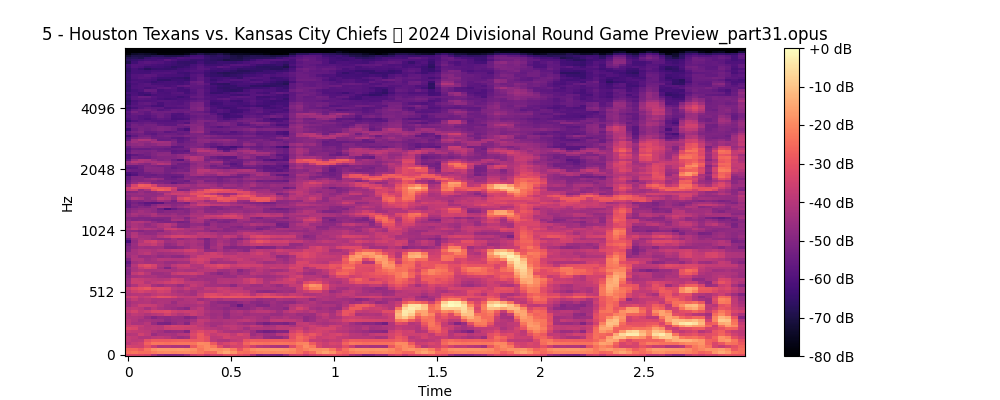 5 - Houston Texans vs. Kansas City Chiefs ▯ 2024 Divisional Round Game Preview_part31.opus
+0 dB
4096
-10 dB
-20 dB
2048
-30 dB
Hz
-40 dB
1024
-50 dB
512
-60 dB
-70 dB
0
-80 dB
0 0.5 1 1.5 2 2.5
Time